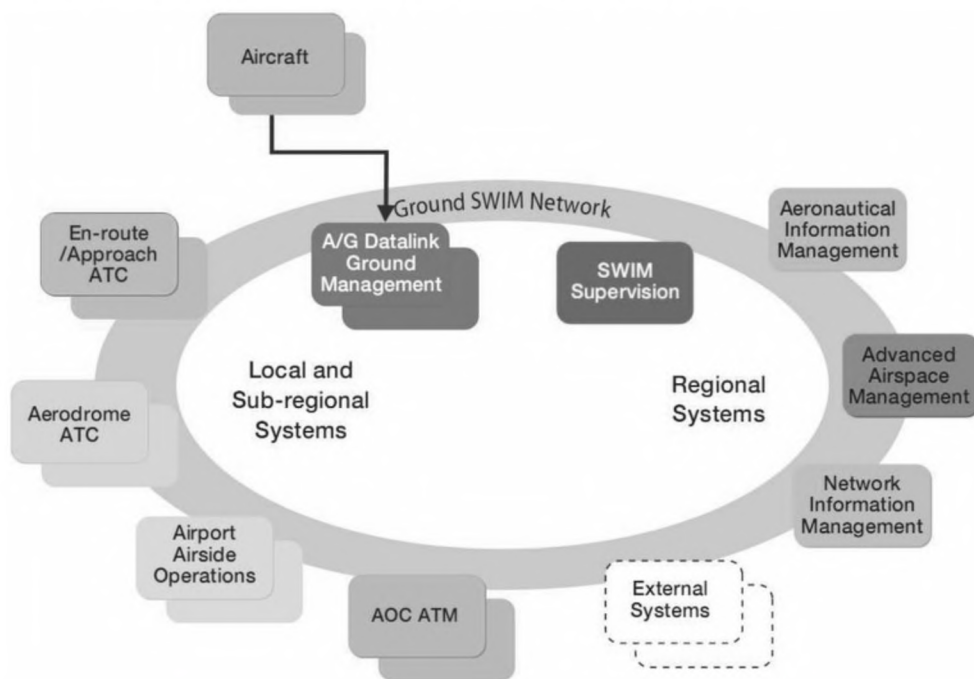 Aircraft
Ground SWIM Network
En-route
/Approach
ATC
A/G Datalink
Ground
Management
SWIM
Supervision
Aeronautical
Information
Management
Local and
Sub-regional
Systems
Regional
Systems
Advanced
Airspace
Management
Aerodrome
ATC
Network
Information
Management
Airport
Airside
Operations
AOC ATM
External
Systems